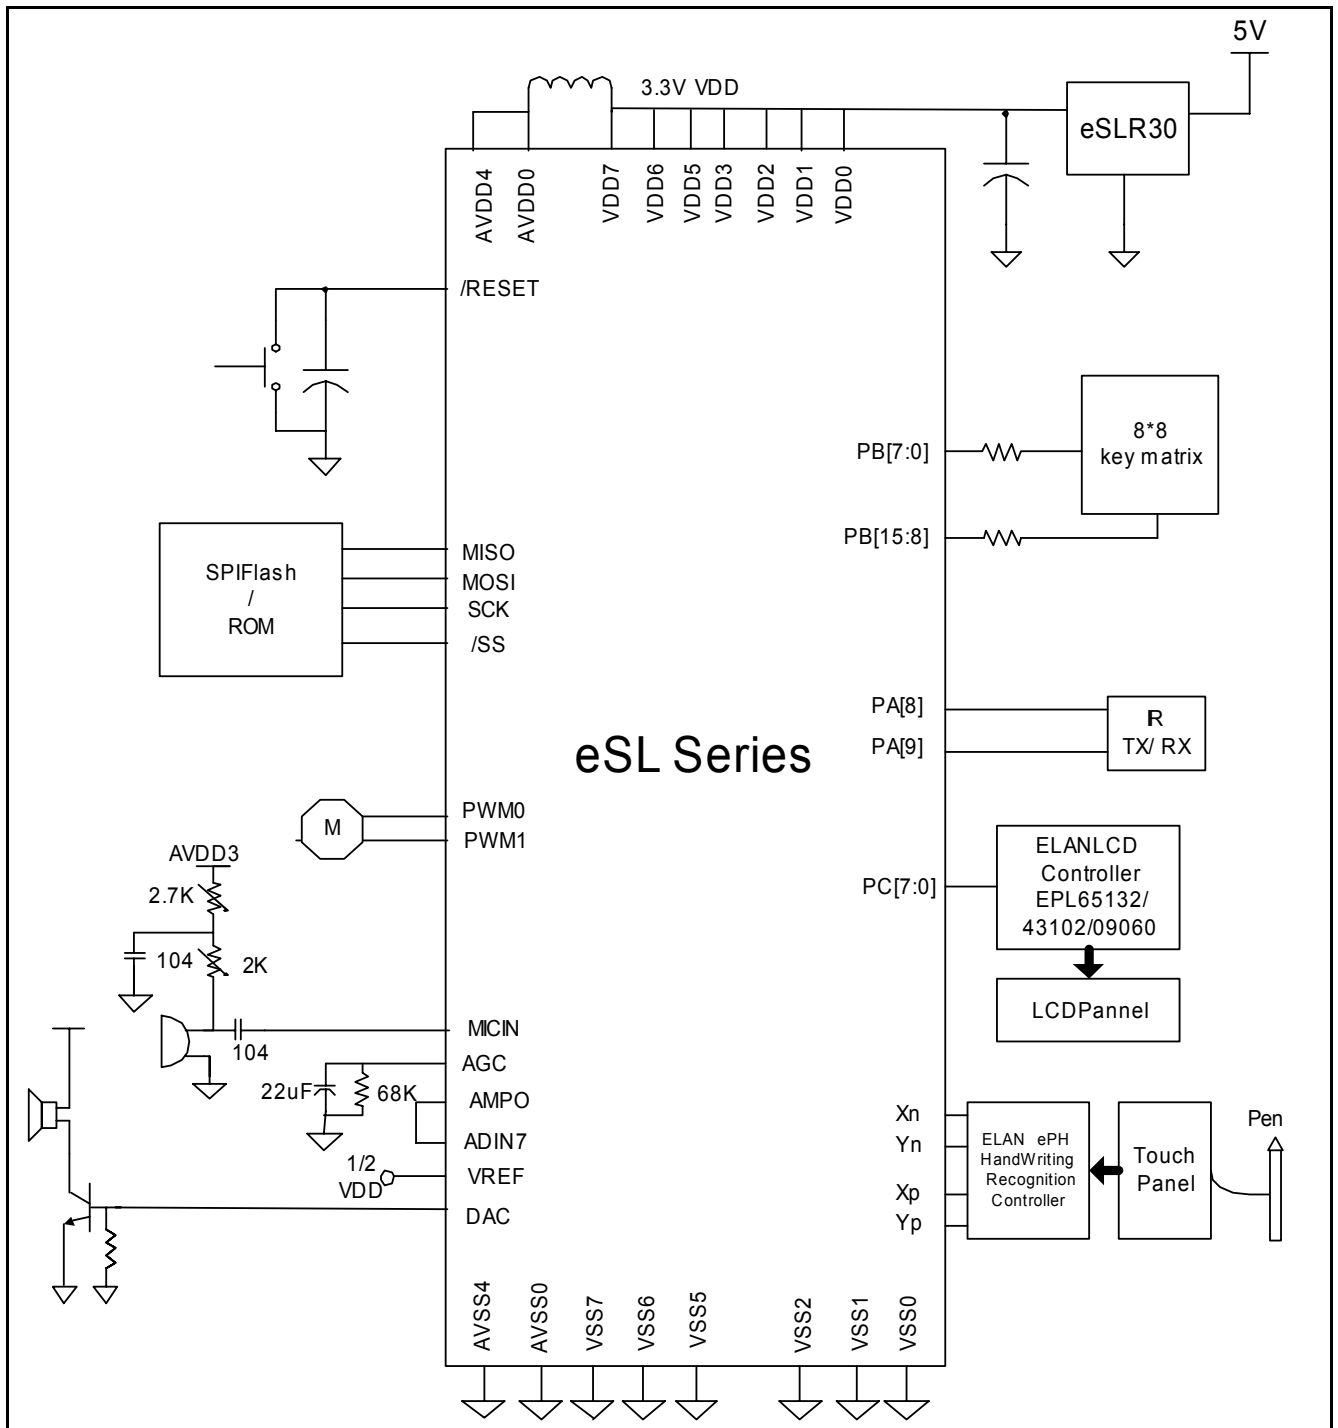 5V
3.3V VDD
eSLR30
AVDD4
AVDD0
VDD7
VDD6
VDD5
VDD3
VDD2
VDD1
VDD0
/RESET
8*8
key matrix
PB[7:0]
PB[15:8]
SPIFlash
/
ROM
MISO
MOSI
SCK
/SS
PA[8]
PA[9]
IR
TX/ RX
eSL Series
M
PWM0
PWM1
AVDD3
2.7K
104
2K
104
PC[7:0]
ELANLCD
Controller
EPL65132/
43102/09060
LCDPannel
MICIN
AGC
22uF
68K
AMPO
ADIN7
1/2
VDD
VREF
DAC
Xn
Yn
Xp
Yp
ELAN ePH
HandWriting
Recognition
Controller
Touch
Panel
Pen
AVSS4
AVSS0
VSS7
VSS6
VSS5
VSS2
VSS1
VSS0